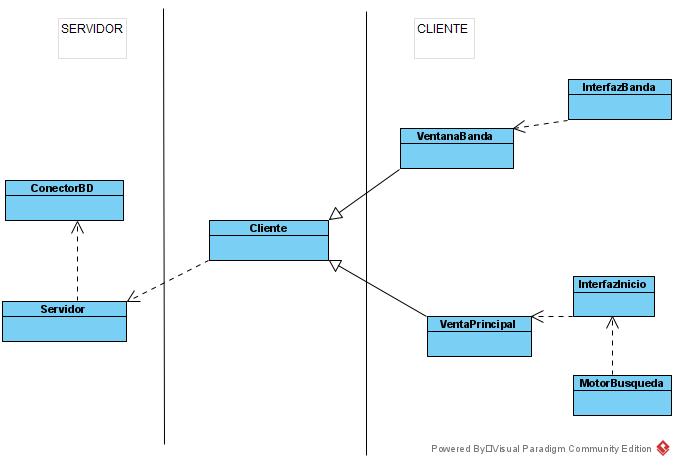 SERVIDOR
CLIENTE
InterfazBanda
VentanaBanda
ConectorBD
Cliente
InterfazInicio
Servidor
VentaPrincipal
MotorBusqueda
Powered By Visual Paradigm Community Edition